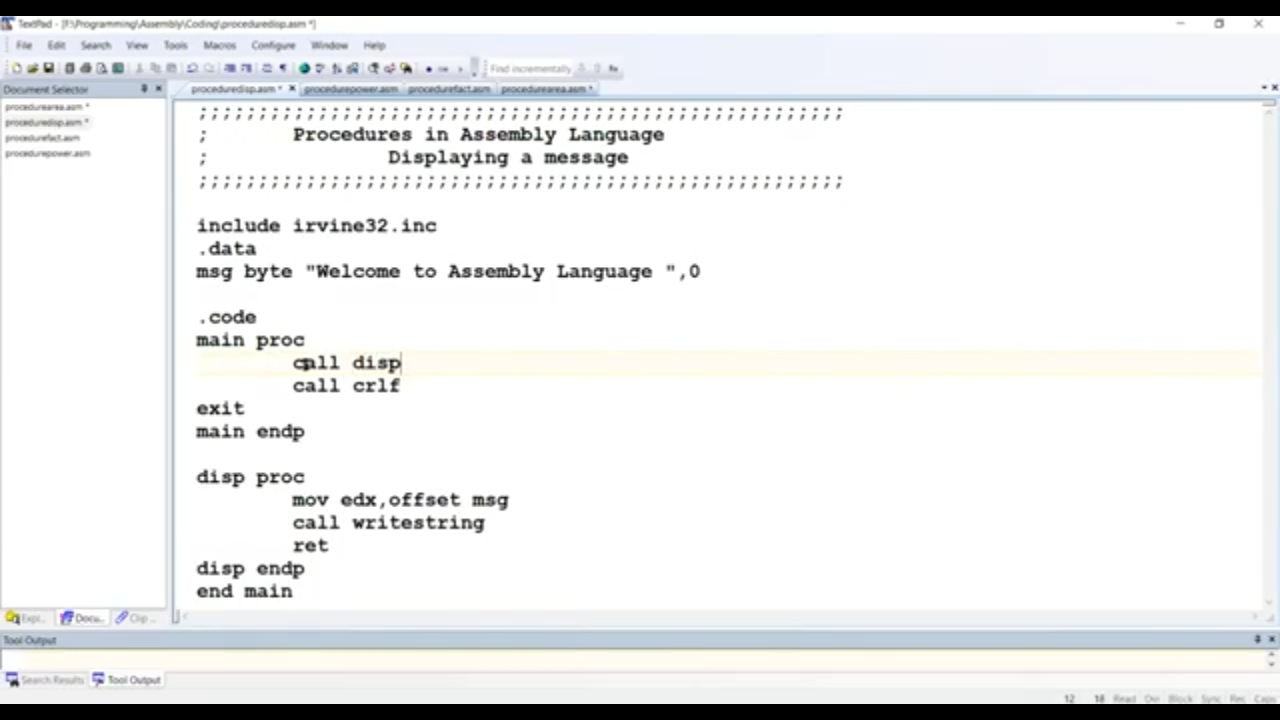 TextPad - [F:\Programming\Assembly\Coding\proceduredisp.asm *]
File Edit Search View Tools Macros Configure Window Help
Find incrementally
Document Selector
proceduredisp.asm * procedurepower.asm procedurefact.asm procedurearea.asm *
procedurearea.asm *
proceduredisp.asm *
procedurefact.asm
procedurepower.asm
;;;;;;;;;;;;;;;;;;;;;;;;;;;;;;;;;;;;;;;;;;;;;;;;;;;;;;
; Procedures in Assembly Language
; Displaying a message
;;;;;;;;;;;;;;;;;;;;;;;;;;;;;;;;;;;;;;;;;;;;;;;;;;;;;;
include irvine32.inc
.data
msg byte "Welcome to Assembly Language ",0
.code
main proc
call disp
call crlf
exit
main endp
disp proc
mov edx,offset msg
call writestring
ret
disp endp
end main
Expl... Docu... Clip ...
Tool Output
Search Results Tool Output
12 18 Read Ovr Block Sync Rec Caps